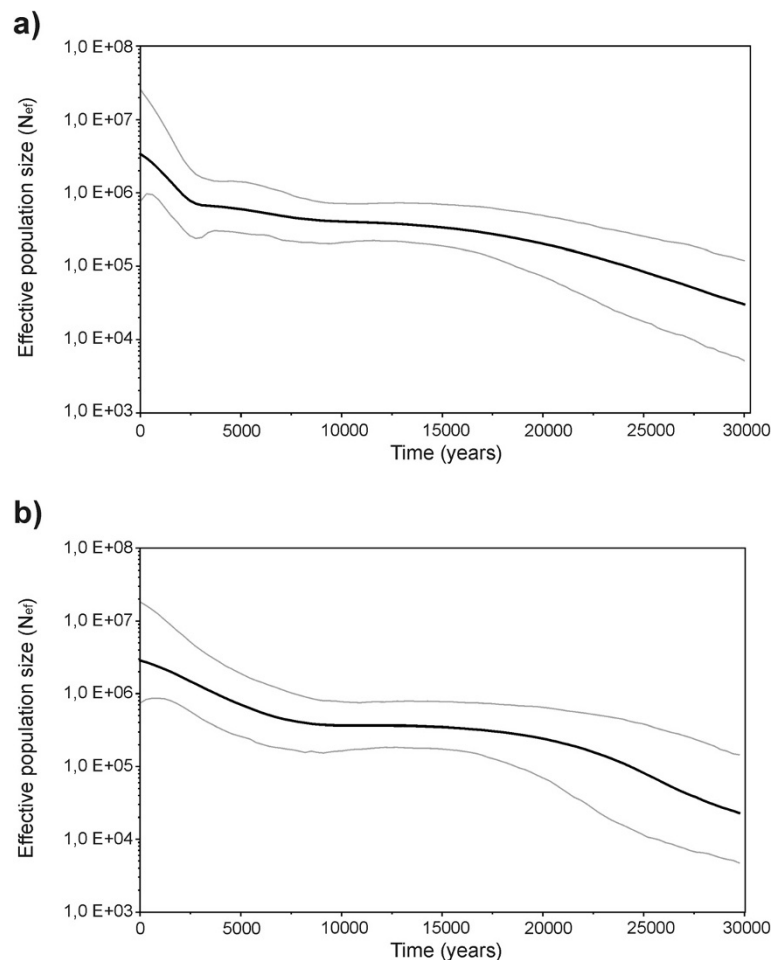 a)
1,0 E+08
1,0 E+07
1,0 E+06
1,0 E+05
1,0 E+04
1,0 E+03
Effective population size (Nef)
0 5000 10000 15000 20000 25000 30000
Time (years)
b)
1,0 E+08
1,0 E+07
1,0 E+06
1,0 E+05
1,0 E+04
1,0 E+03
Effective population size (Nef)
0 5000 10000 15000 20000 25000 30000
Time (years)